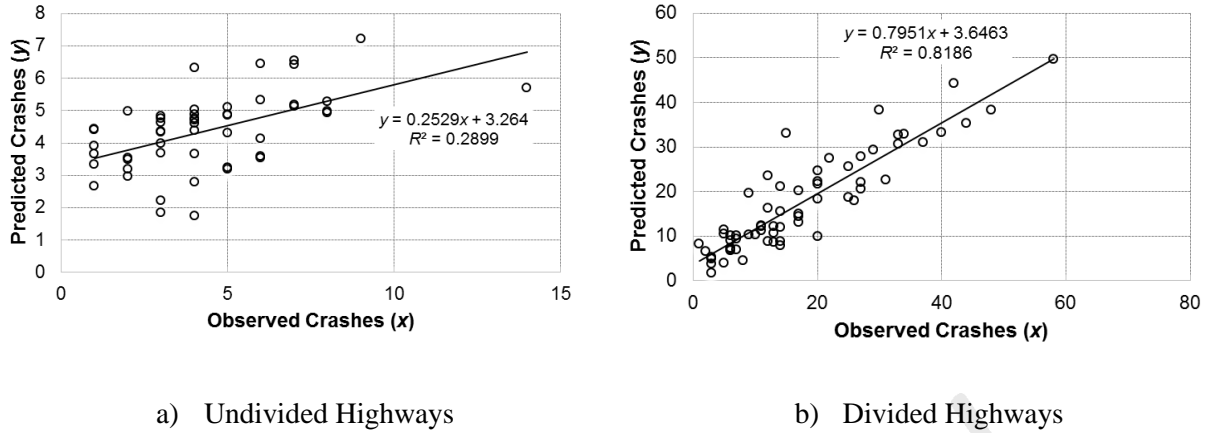 8
7
6
5
4
3
2
1
0
Predicted Crashes (y)
y = 0.2529x + 3.264
R² = 0.2899
0 5 10 15
Observed Crashes (x)
a) Undivided Highways
60
50
40
30
20
10
0
Predicted Crashes (y)
y = 0.7951x + 3.6463
R² = 0.8186
0 20 40 60 80
Observed Crashes (x)
b) Divided Highways